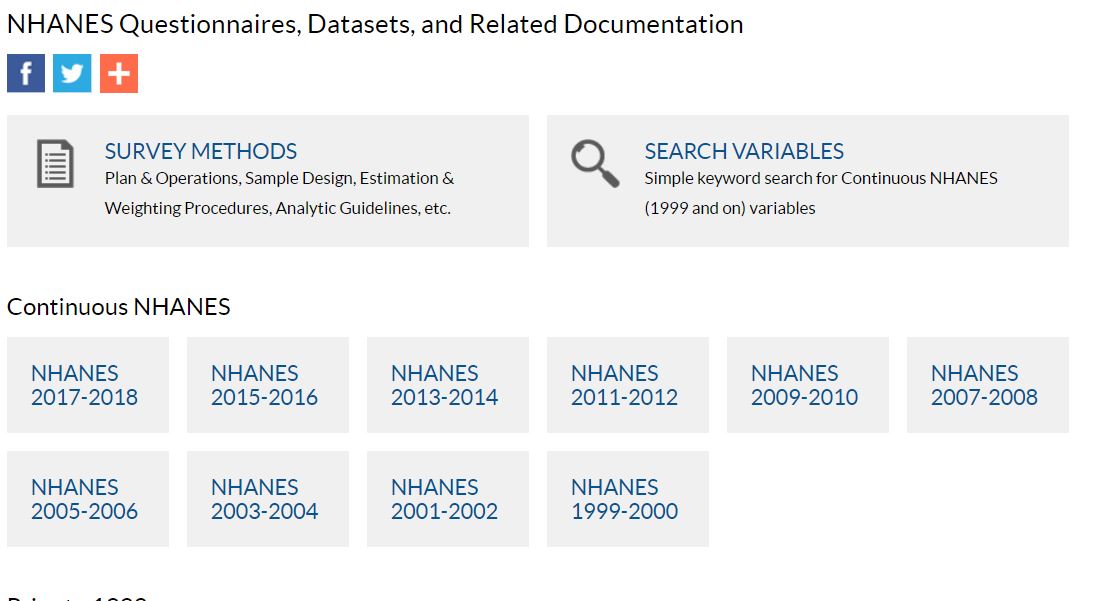 NHANES Questionnaires, Datasets, and Related Documentation
SURVEY METHODS
Plan & Operations, Sample Design, Estimation &
Weighting Procedures, Analytic Guidelines, etc.
SEARCH VARIABLES
Simple keyword search for Continuous NHANES
(1999 and on) variables
Continuous NHANES
NHANES
2017-2018
NHANES
2015-2016
NHANES
2013-2014
NHANES
2011-2012
NHANES
2009-2010
NHANES
2007-2008
NHANES
2005-2006
NHANES
2003-2004
NHANES
2001-2002
NHANES
1999-2000